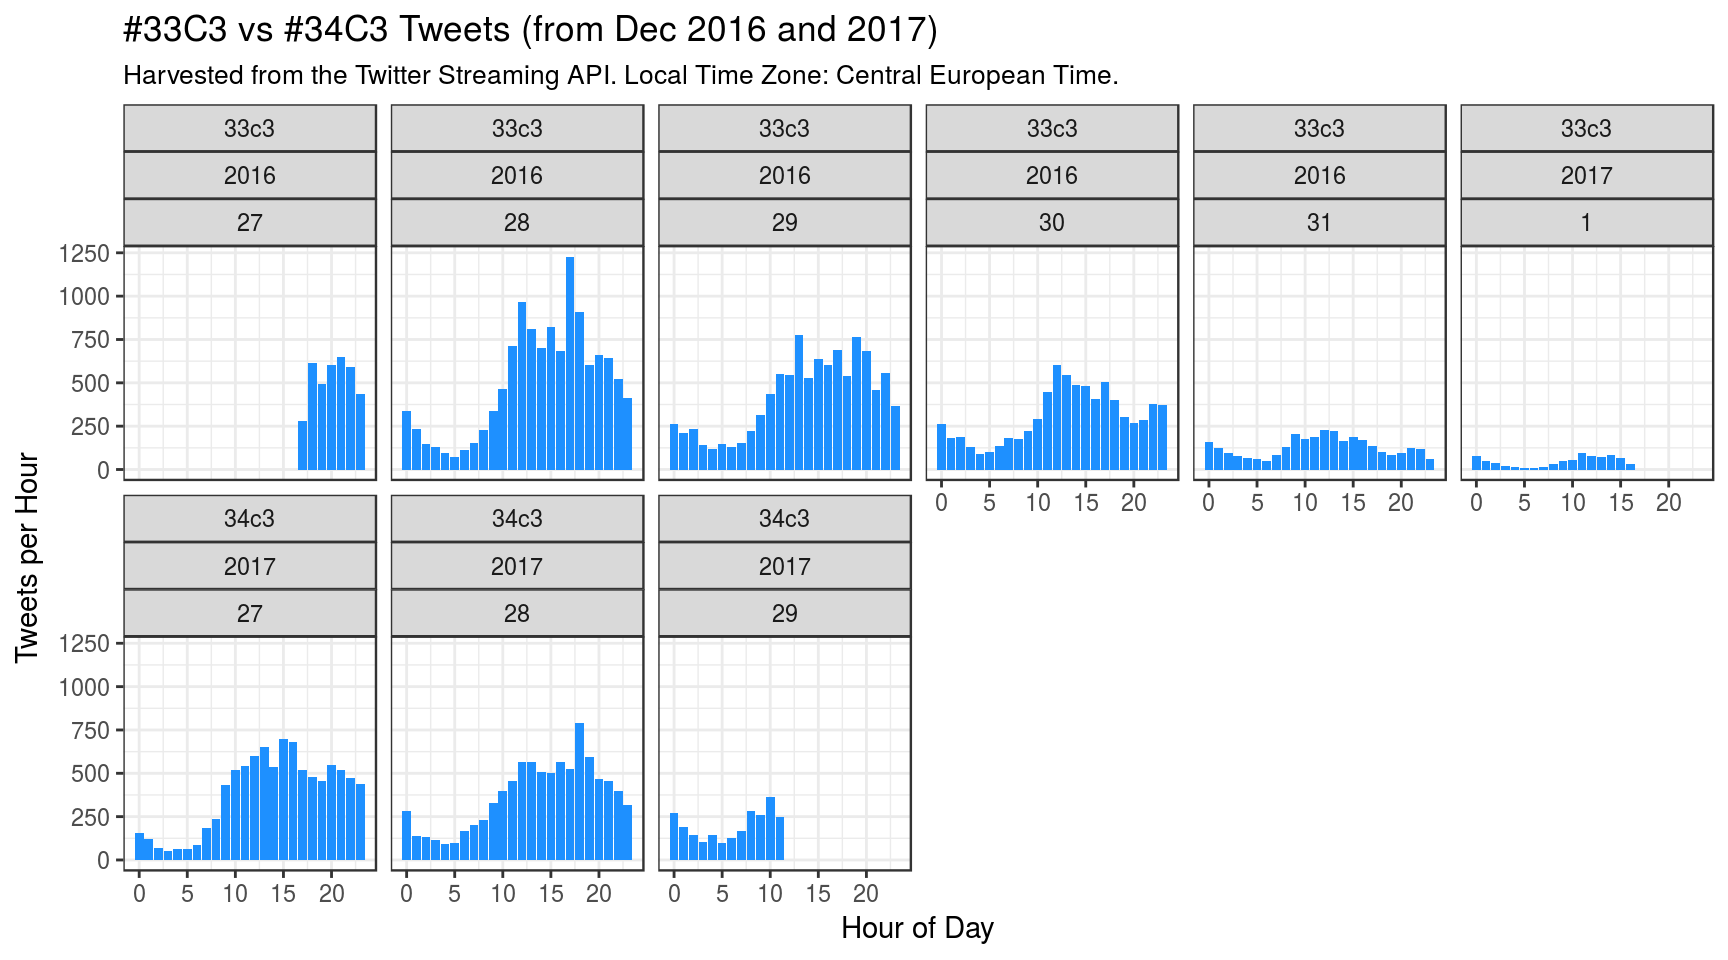 #33C3 vs #34C3 Tweets (from Dec 2016 and 2017)
Harvested from the Twitter Streaming API. Local Time Zone: Central European Time.
33c3 33c3 33c3 33c3 33c3 33c3
2016 2016 2016 2016 2016 2017
27 28 29 30 31 1
1250
1000
750
500
250
0
0 5 10 15 20 0 5 10 15 20 0 5 10 15 20
34c3 34c3 34c3
2017 2017 2017
27 28 29
1250
1000
750
500
250
0
0 5 10 15 20 0 5 10 15 20 0 5 10 15 20
Tweets per Hour
Hour of Day